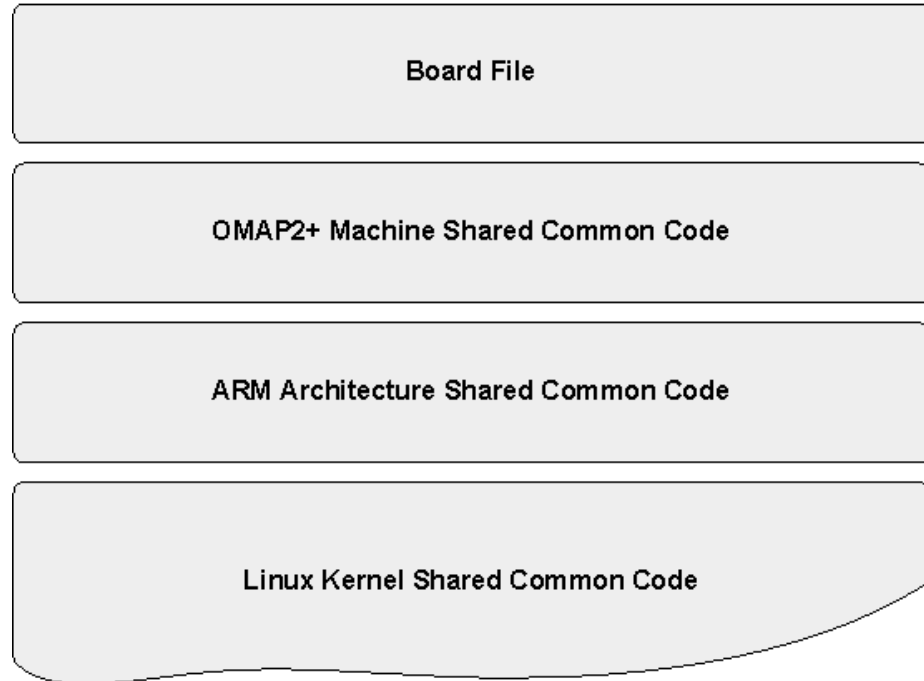 Board File
OMAP2+ Machine Shared Common Code
ARM Architecture Shared Common Code
Linux Kernel Shared Common Code